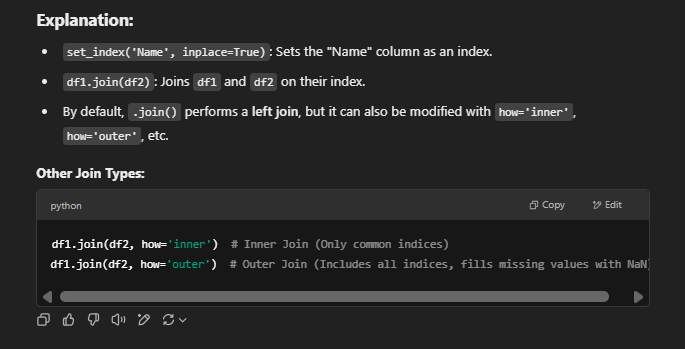 Explanation:
set_index('Name', inplace=True): Sets the "Name" column as an index.
df1.join(df2): Joins df1 and df2 on their index.
By default, .join() performs a left join, but it can also be modified with how='inner',
how='outer', etc.
Other Join Types:
python Copy Edit
df1.join(df2, how='inner')  # Inner Join (Only common indices)
df1.join(df2, how='outer')  # Outer Join (Includes all indices, fills missing values with NaN)